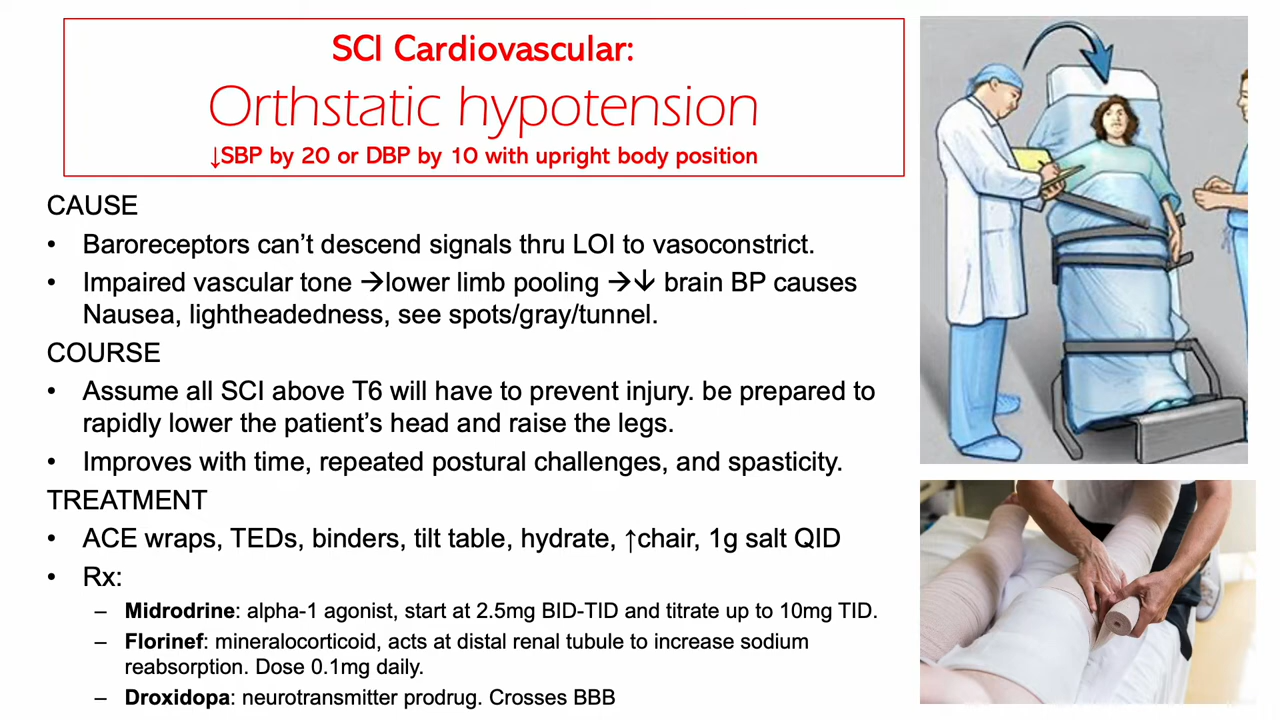 SCI Cardiovascular:
Orthstatic hypotension
↓SBP by 20 or DBP by 10 with upright body position
CAUSE
• Baroreceptors can't descend signals thru LOI to vasoconstrict.
• Impaired vascular tone →lower limb pooling →↓ brain BP causes
Nausea, lightheadedness, see spots/gray/tunnel.
COURSE
• Assume all SCI above T6 will have to prevent injury. be prepared to
rapidly lower the patient's head and raise the legs.
• Improves with time, repeated postural challenges, and spasticity.
TREATMENT
• ACE wraps, TEDs, binders, tilt table, hydrate, ↑chair, 1g salt QID
• Rx:
– Midrodrine: alpha-1 agonist, start at 2.5mg BID-TID and titrate up to 10mg TID.
– Florinef: mineralocorticoid, acts at distal renal tubule to increase sodium
reabsorption. Dose 0.1mg daily.
– Droxidopa: neurotransmitter prodrug. Crosses BBB